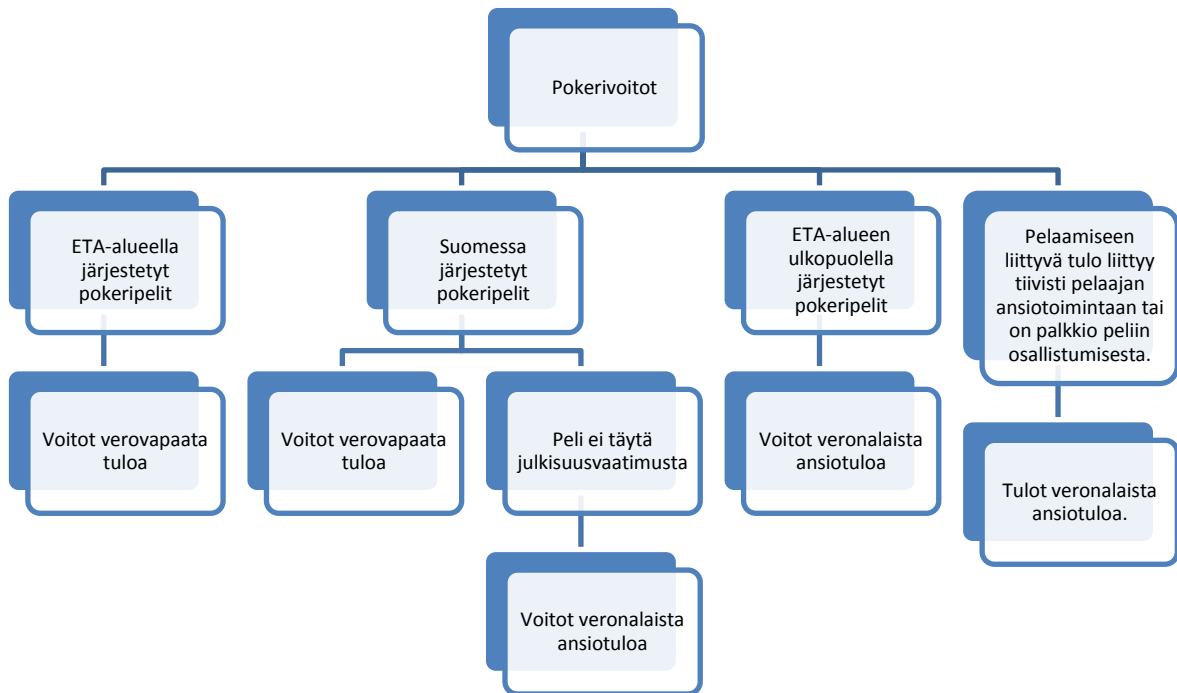 Pokerivoitot
ETA-alueella
järjestetyt
pokeripelit
Suomessa
järjestetyt
pokeripelit
ETA-alueen
ulkopuolella
järjestetyt
pokeripelit
Pelaamiseen
liittyvä tulo liittyy
tiivisti pelaajan
ansiotoimintaan tai
on palkkio peliin
osallistumisesta.
Voitot verovapaata
tuloa
Voitot verovapaata
tuloa
Peli ei täytä
julkisuusvaatimusta
Voitot veronalaista
ansiotuloa
Tulot veronalaista
ansiotuloa.
Voitot veronalaista
ansiotuloa